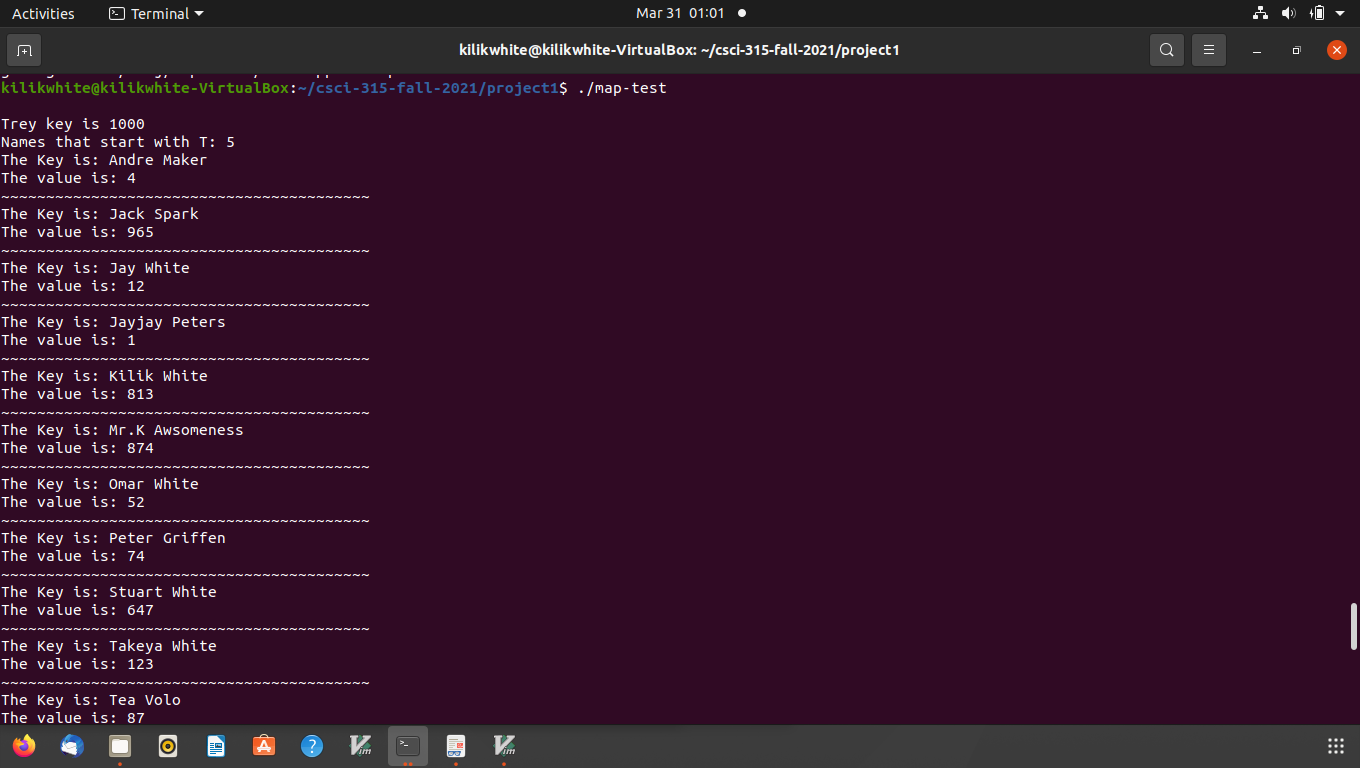 Activities Terminal Mar 31 01:01
kilikwhite@kilikwhite-VirtualBox: ~/csci-315-fall-2021/project1
kilikwhite@kilikwhite-VirtualBox:~/csci-315-fall-2021/project1$ ./map-test
Trey key is 1000
Names that start with T: 5
The Key is: Andre Maker
The value is: 4
~~~~~~~~~~~~~~~~~~~~~~~~~~~~~~~~~~~~~~~~~
The Key is: Jack Spark
The value is: 965
~~~~~~~~~~~~~~~~~~~~~~~~~~~~~~~~~~~~~~~~~
The Key is: Jay White
The value is: 12
~~~~~~~~~~~~~~~~~~~~~~~~~~~~~~~~~~~~~~~~~
The Key is: Jayjay Peters
The value is: 1
~~~~~~~~~~~~~~~~~~~~~~~~~~~~~~~~~~~~~~~~~
The Key is: Kilik White
The value is: 813
~~~~~~~~~~~~~~~~~~~~~~~~~~~~~~~~~~~~~~~~~
The Key is: Mr.K Awsomeness
The value is: 874
~~~~~~~~~~~~~~~~~~~~~~~~~~~~~~~~~~~~~~~~~
The Key is: Omar White
The value is: 52
~~~~~~~~~~~~~~~~~~~~~~~~~~~~~~~~~~~~~~~~~
The Key is: Peter Griffen
The value is: 74
~~~~~~~~~~~~~~~~~~~~~~~~~~~~~~~~~~~~~~~~~
The Key is: Stuart White
The value is: 647
~~~~~~~~~~~~~~~~~~~~~~~~~~~~~~~~~~~~~~~~~
The Key is: Takeya White
The value is: 123
~~~~~~~~~~~~~~~~~~~~~~~~~~~~~~~~~~~~~~~~~
The Key is: Tea Volo
The value is: 87